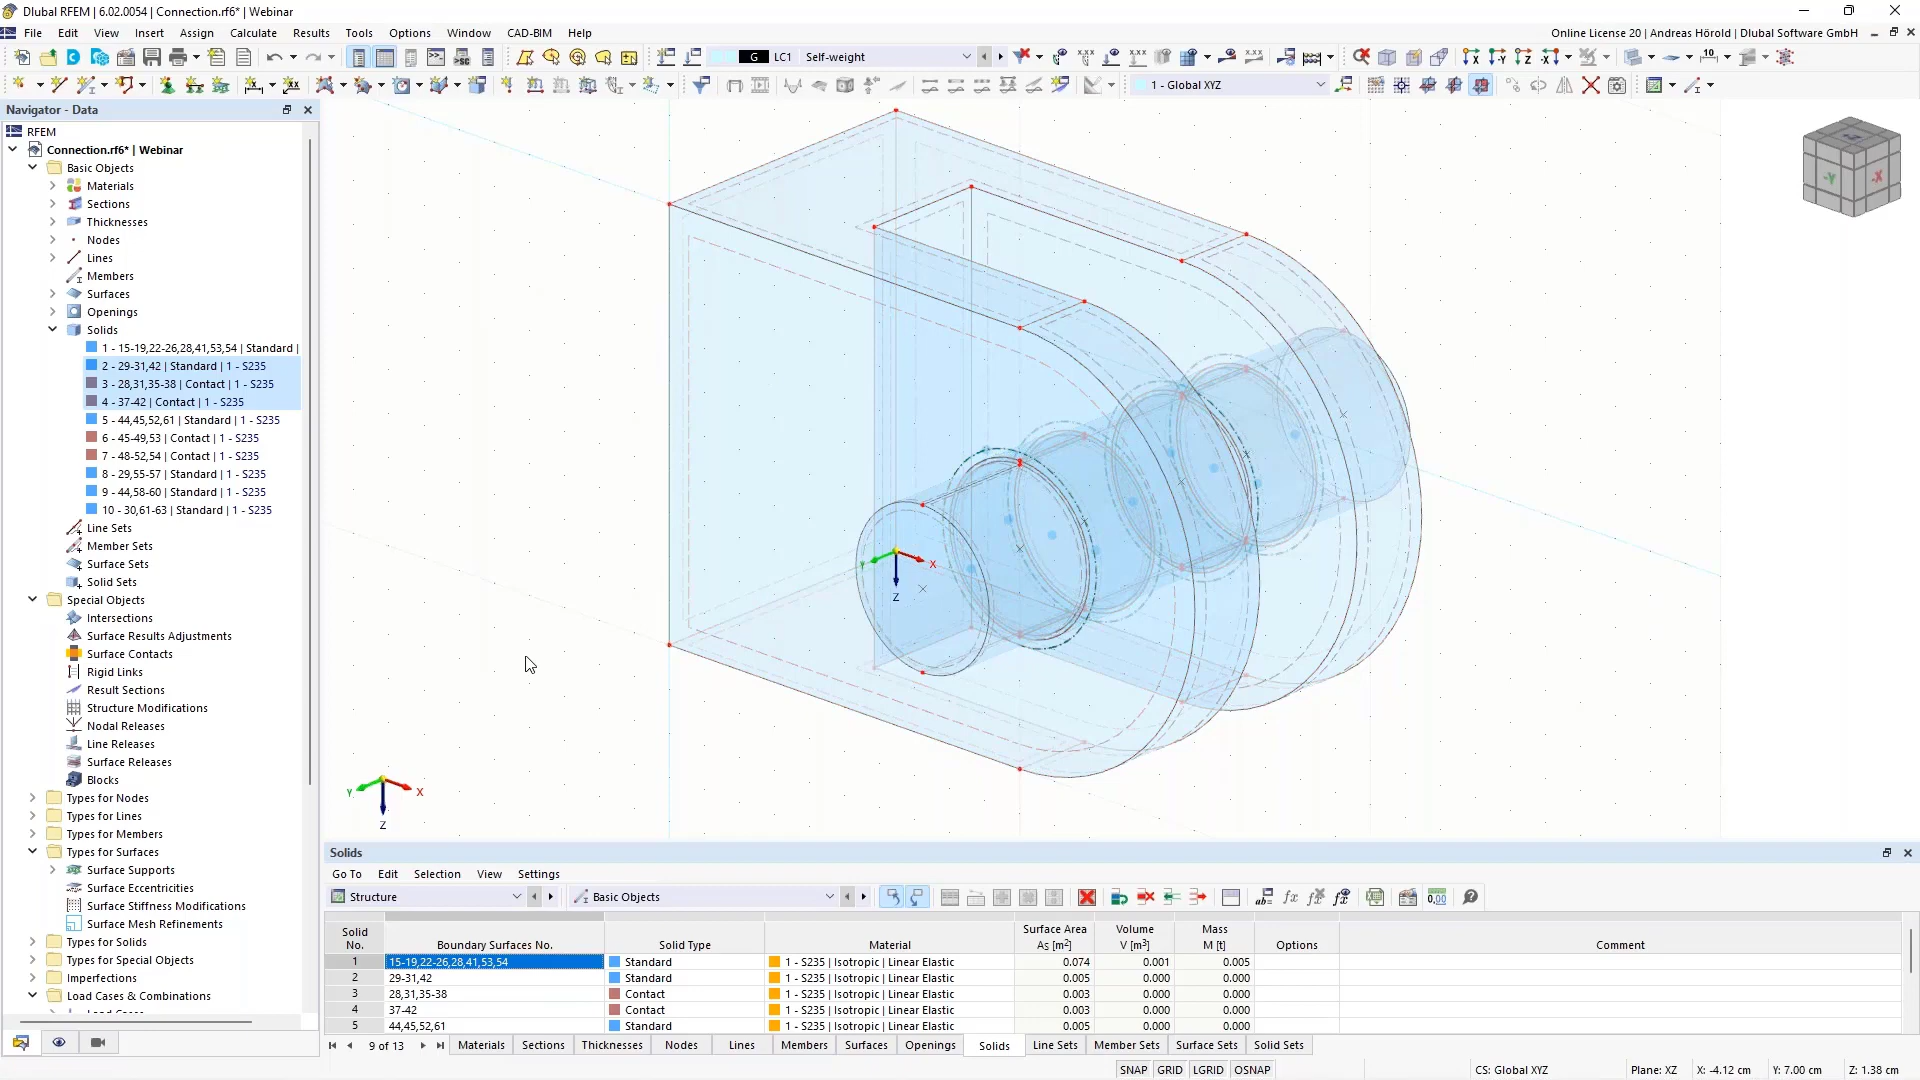 Dlubal RFEM | 6.02.0054 | Connection.rf6* | Webinar
File Edit View Insert Assign Calculate Results Tools Options Window CAD-BIM Help
Online License 20 | Andreas Hörold | Dlubal Software GmbH
G LC1 Self-weight
1 - Global XYZ
Navigator - Data
RFEM
Connection.rf6* | Webinar
Basic Objects
Materials
Sections
Thicknesses
Nodes
Lines
Members
Surfaces
Openings
Solids
1 - 15-19,22-26,28,41,53,54 | Standard |
2 - 29-31,42 | Standard | 1 - S235
3 - 28,31,35-38 | Contact | 1 - S235
4 - 37-42 | Contact | 1 - S235
5 - 44,45,52,61 | Standard | 1 - S235
6 - 45-49,53 | Contact | 1 - S235
7 - 48-52,54 | Contact | 1 - S235
8 - 29,55-57 | Standard | 1 - S235
9 - 44,58-60 | Standard | 1 - S235
10 - 30,61-63 | Standard | 1 - S235
Line Sets
Member Sets
Surface Sets
Solid Sets
Special Objects
Intersections
Surface Results Adjustments
Surface Contacts
Rigid Links
Result Sections
Structure Modifications
Nodal Releases
Line Releases
Surface Releases
Blocks
Types for Nodes
Types for Lines
Types for Members
Types for Surfaces
Surface Supports
Surface Eccentricities
Surface Stiffness Modifications
Surface Mesh Refinements
Types for Solids
Types for Special Objects
Imperfections
Load Cases & Combinations
-Y -X
X
Z
Y X
Z
Solids
Go To Edit Selection View Settings
Structure Basic Objects
Solid No. Boundary Surfaces No. Solid Type Material Surface Area As [m2] Volume V [m3] Mass M [t] Options Comment
1 15-19,22-26,28,41,53,54 Standard 1 - S235 | Isotropic | Linear Elastic 0.074 0.001 0.005
2 29-31,42 Standard 1 - S235 | Isotropic | Linear Elastic 0.005 0.000 0.000
3 28,31,35-38 Contact 1 - S235 | Isotropic | Linear Elastic 0.003 0.000 0.000
4 37-42 Contact 1 - S235 | Isotropic | Linear Elastic 0.003 0.000 0.000
5 44,45,52,61 Standard 1 - S235 | Isotropic | Linear Elastic 0.005 0.000 0.000
9 of 13 Materials Sections Thicknesses Nodes Lines Members Surfaces Openings Solids Line Sets Member Sets Surface Sets Solid Sets
SNAP GRID LGRID OSNAP CS: Global XYZ Plane: XZ X: -4.12 cm Y: 7.00 cm Z: 1.38 cm